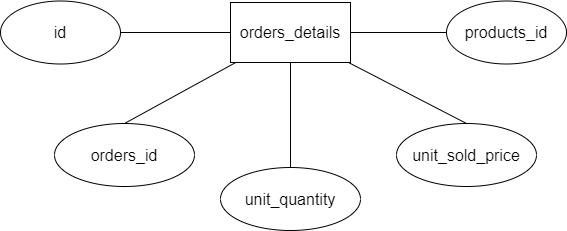 id
orders_details
products_id
orders_id
unit_sold_price
unit_quantity